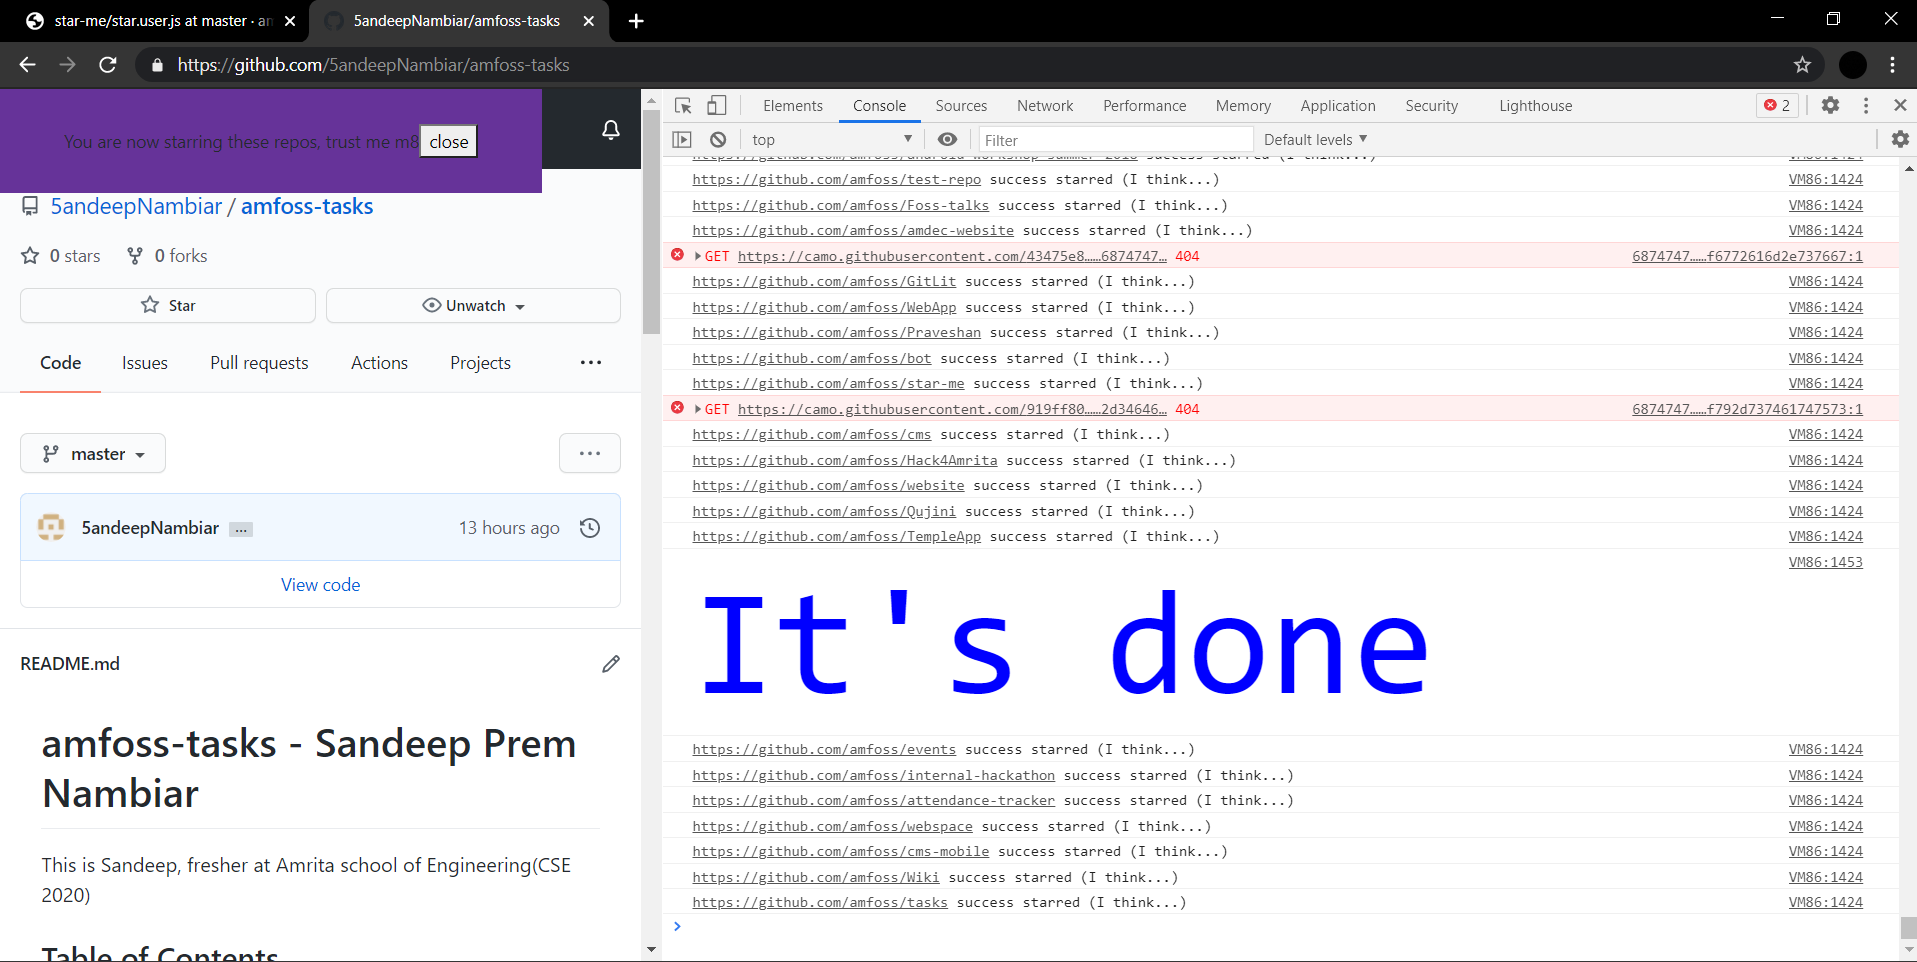 star-me/star.user.js at master · am
5andeepNambiar/amfoss-tasks
https://github.com/5andeepNambiar/amfoss-tasks
You are now starring these repos, trust me m8 close
5andeepNambiar / amfoss-tasks
0 stars 0 forks
Star Unwatch
Code Issues Pull requests Actions Projects ...
master ...
5andeepNambiar ... 13 hours ago
View code
README.md
amfoss-tasks - Sandeep Prem
Nambiar
This is Sandeep, fresher at Amrita school of Engineering(CSE
2020)
Table of Contents
Elements Console Sources Network Performance Memory Application Security Lighthouse 2
top Filter Default levels
https://github.com/amfoss/android-workshop-summer-2018 success starred (I think...) VM86:1424
https://github.com/amfoss/test-repo success starred (I think...) VM86:1424
https://github.com/amfoss/Foss-talks success starred (I think...) VM86:1424
https://github.com/amfoss/amdec-website success starred (I think...) VM86:1424
GET https://camo.githubusercontent.com/43475e8……6874747… 404 6874747……f6772616d2e737667:1
https://github.com/amfoss/GitLit success starred (I think...) VM86:1424
https://github.com/amfoss/WebApp success starred (I think...) VM86:1424
https://github.com/amfoss/Praveshan success starred (I think...) VM86:1424
https://github.com/amfoss/bot success starred (I think...) VM86:1424
https://github.com/amfoss/star-me success starred (I think...) VM86:1424
GET https://camo.githubusercontent.com/919ff80……2d34646… 404 6874747……f792d737461747573:1
https://github.com/amfoss/cms success starred (I think...) VM86:1424
https://github.com/amfoss/Hack4Amrita success starred (I think...) VM86:1424
https://github.com/amfoss/website success starred (I think...) VM86:1424
https://github.com/amfoss/Qujini success starred (I think...) VM86:1424
https://github.com/amfoss/TempleApp success starred (I think...) VM86:1424
VM86:1453
It's done
https://github.com/amfoss/events success starred (I think...) VM86:1424
https://github.com/amfoss/internal-hackathon success starred (I think...) VM86:1424
https://github.com/amfoss/attendance-tracker success starred (I think...) VM86:1424
https://github.com/amfoss/webspace success starred (I think...) VM86:1424
https://github.com/amfoss/cms-mobile success starred (I think...) VM86:1424
https://github.com/amfoss/Wiki success starred (I think...) VM86:1424
https://github.com/amfoss/tasks success starred (I think...) VM86:1424